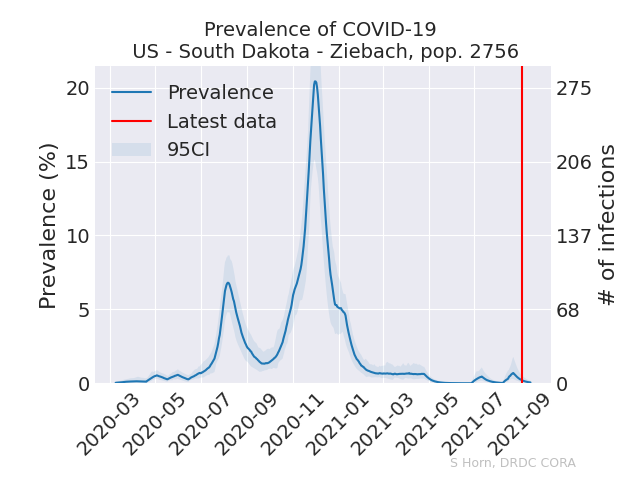 Prevalence of COVID-19
US - South Dakota - Ziebach, pop. 2756
Prevalence
Latest data
95CI
Prevalence (%)
20
15
10
5
0
275
206
137
68
0
# of infections
2020-03
2020-05
2020-07
2020-09
2020-11
2021-01
2021-03
2021-05
2021-07
2021-09
S Horn, DRDC CORA